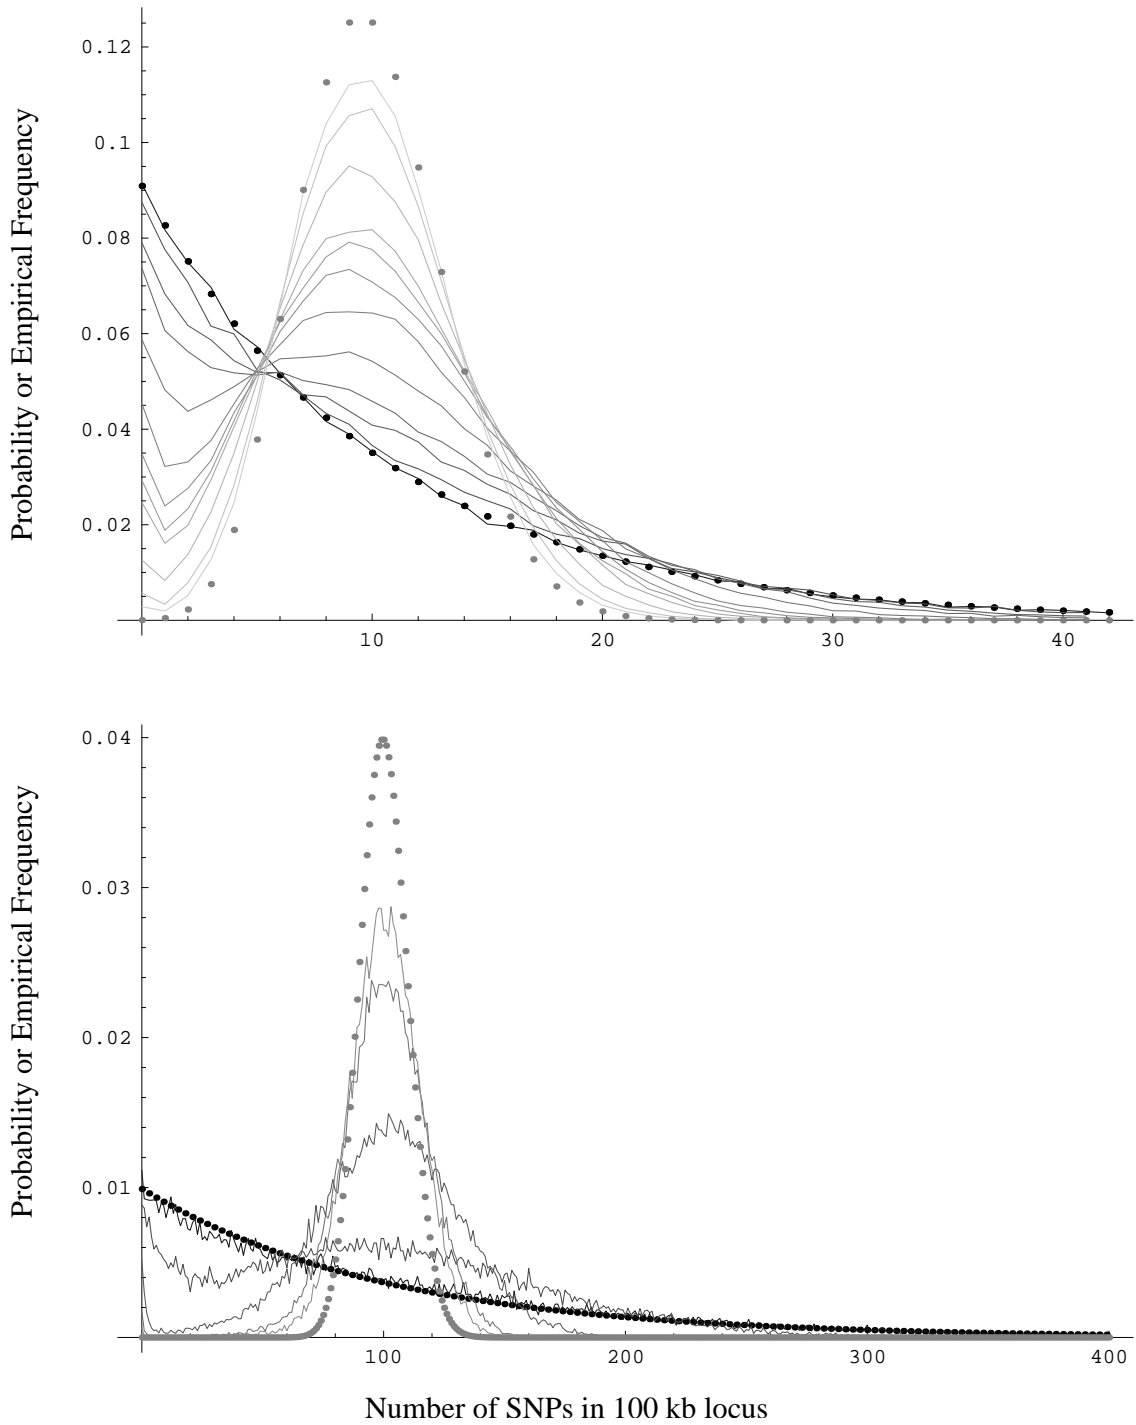 Probability or Empirical Frequency
0.12
0.1
0.08
0.06
0.04
0.02
10 20 30 40
Probability or Empirical Frequency
0.04
0.03
0.02
0.01
100 200 300 400
Number of SNPs in 100 kb locus